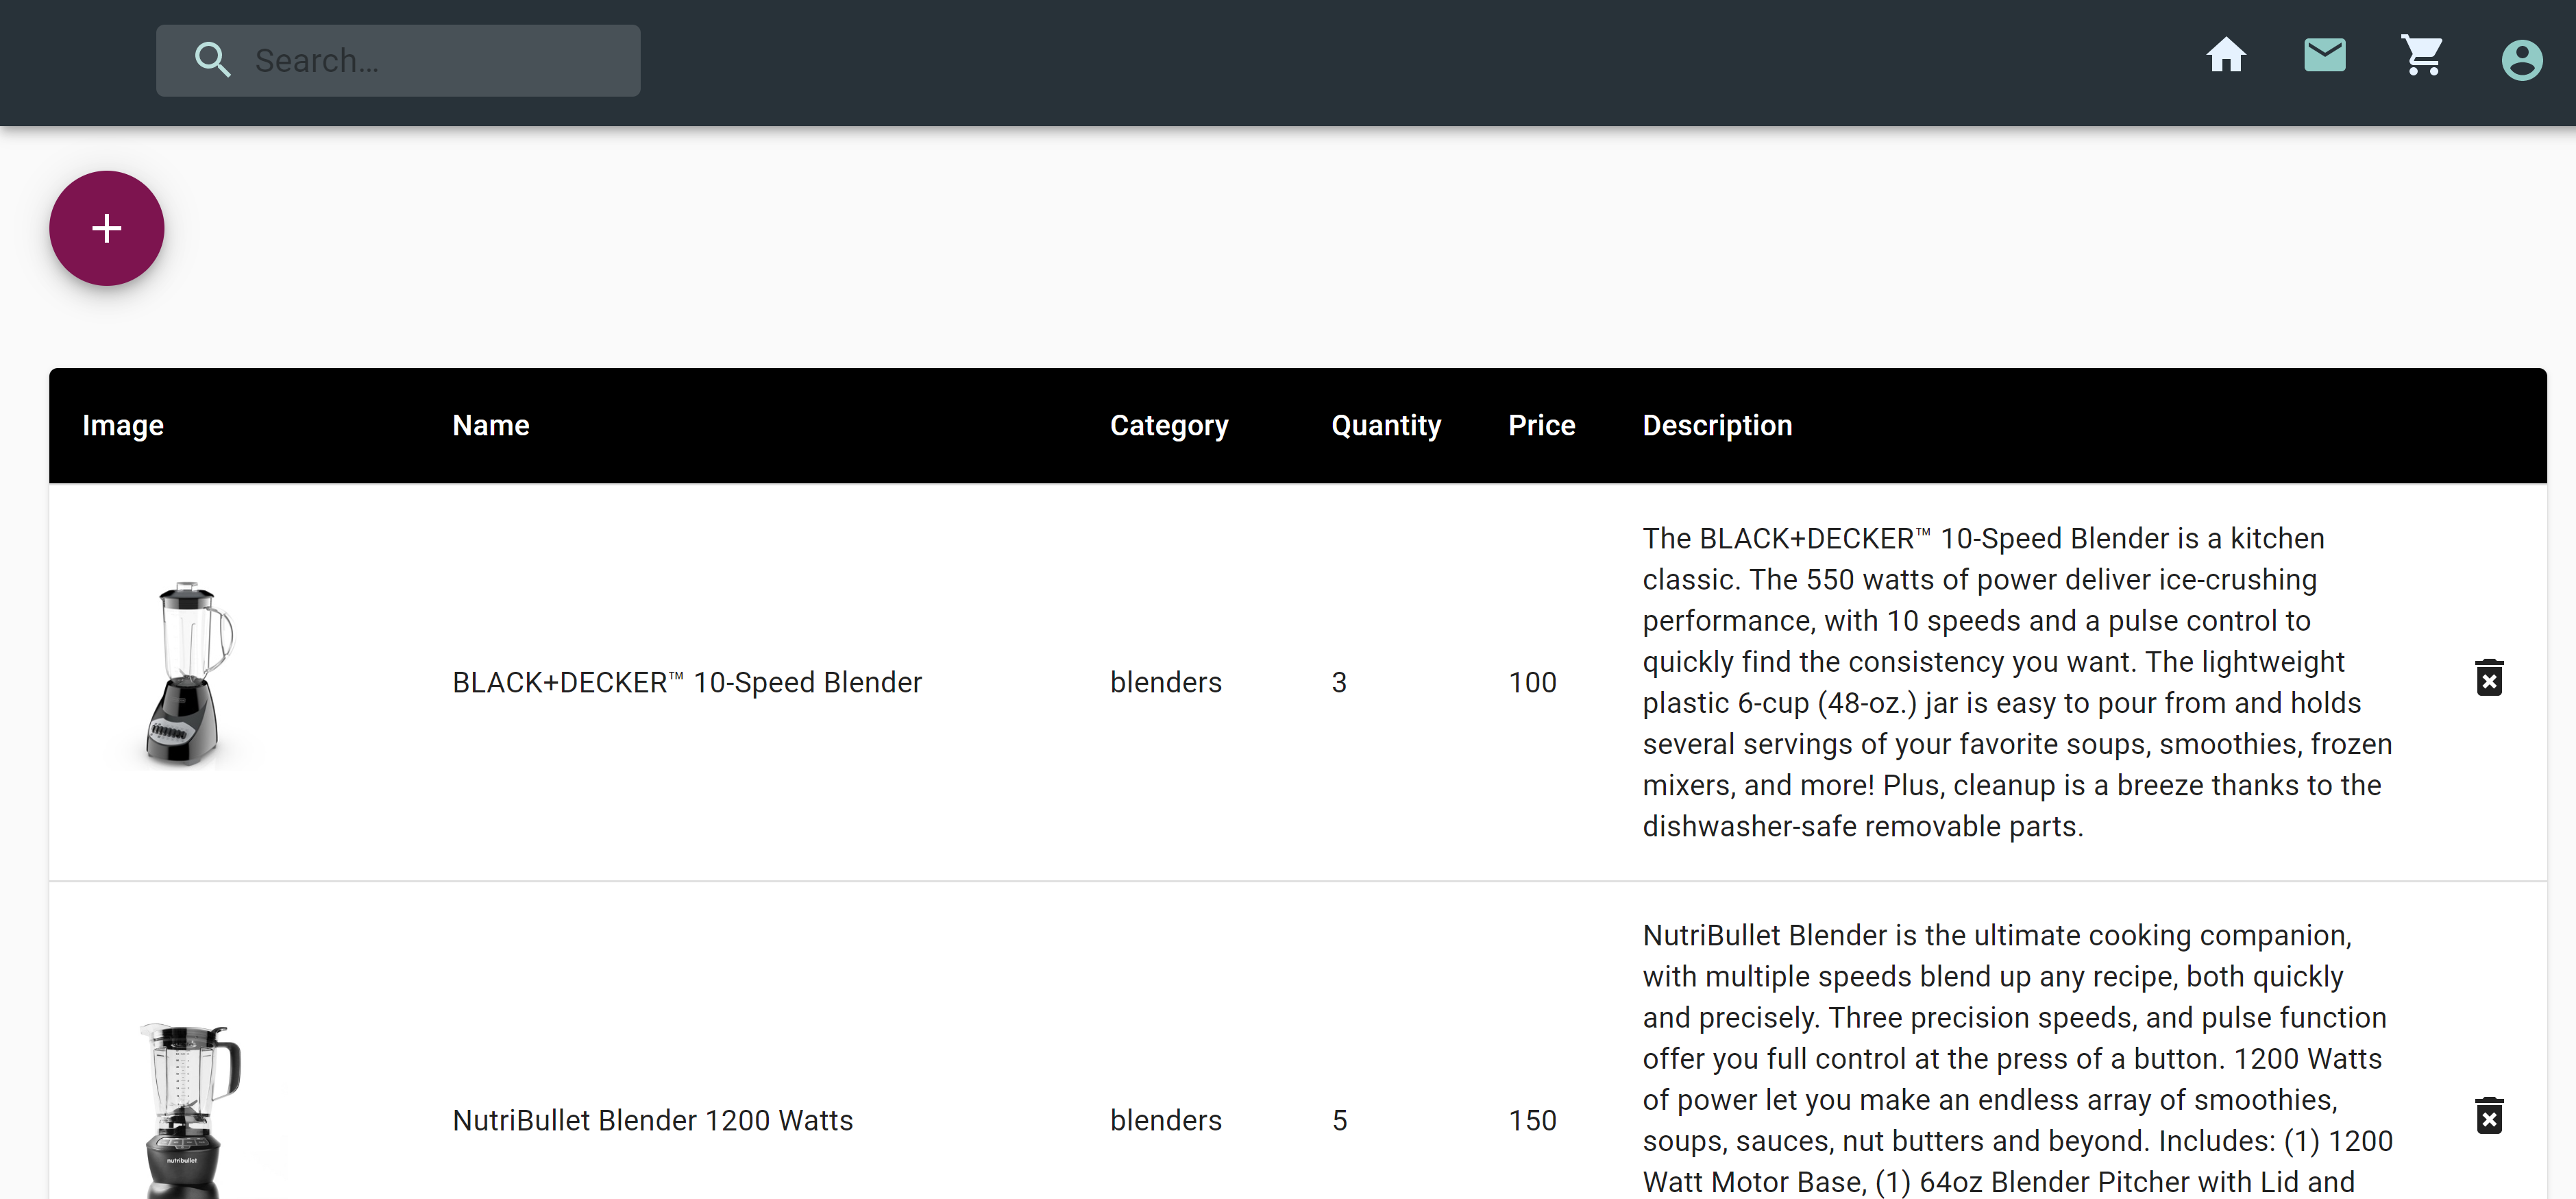 Search…
Image Name Category Quantity Price Description
BLACK+DECKER™ 10-Speed Blender blenders 3 100
The BLACK+DECKER™ 10-Speed Blender is a kitchen
classic. The 550 watts of power deliver ice-crushing
performance, with 10 speeds and a pulse control to
quickly find the consistency you want. The lightweight
plastic 6-cup (48-oz.) jar is easy to pour from and holds
several servings of your favorite soups, smoothies, frozen
mixers, and more! Plus, cleanup is a breeze thanks to the
dishwasher-safe removable parts.
nutribullet
NutriBullet Blender 1200 Watts blenders 5 150
NutriBullet Blender is the ultimate cooking companion,
with multiple speeds blend up any recipe, both quickly
and precisely. Three precision speeds, and pulse function
offer you full control at the press of a button. 1200 Watts
of power let you make an endless array of smoothies,
soups, sauces, nut butters and beyond. Includes: (1) 1200
Watt Motor Base, (1) 64oz Blender Pitcher with Lid and